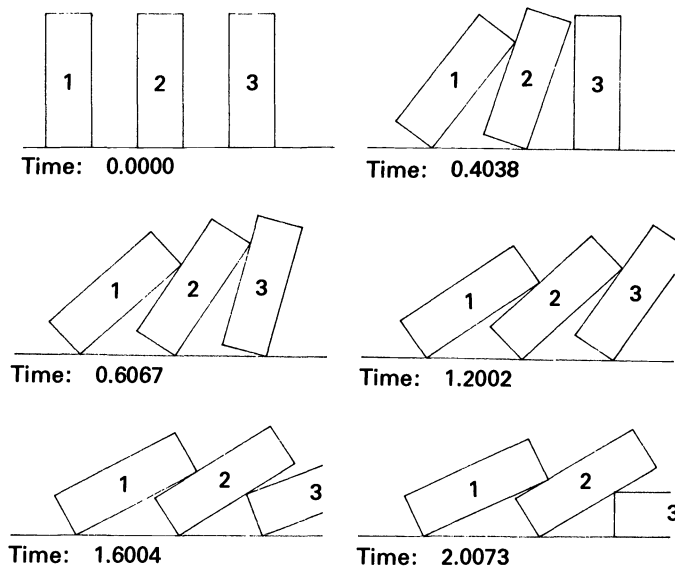 1 2 3
Time: 0.0000
1 2 3
Time: 0.4038
1 2 3
Time: 0.6067
1 2 3
Time: 1.2002
1 2 3
Time: 1.6004
1 2 3
Time: 2.0073